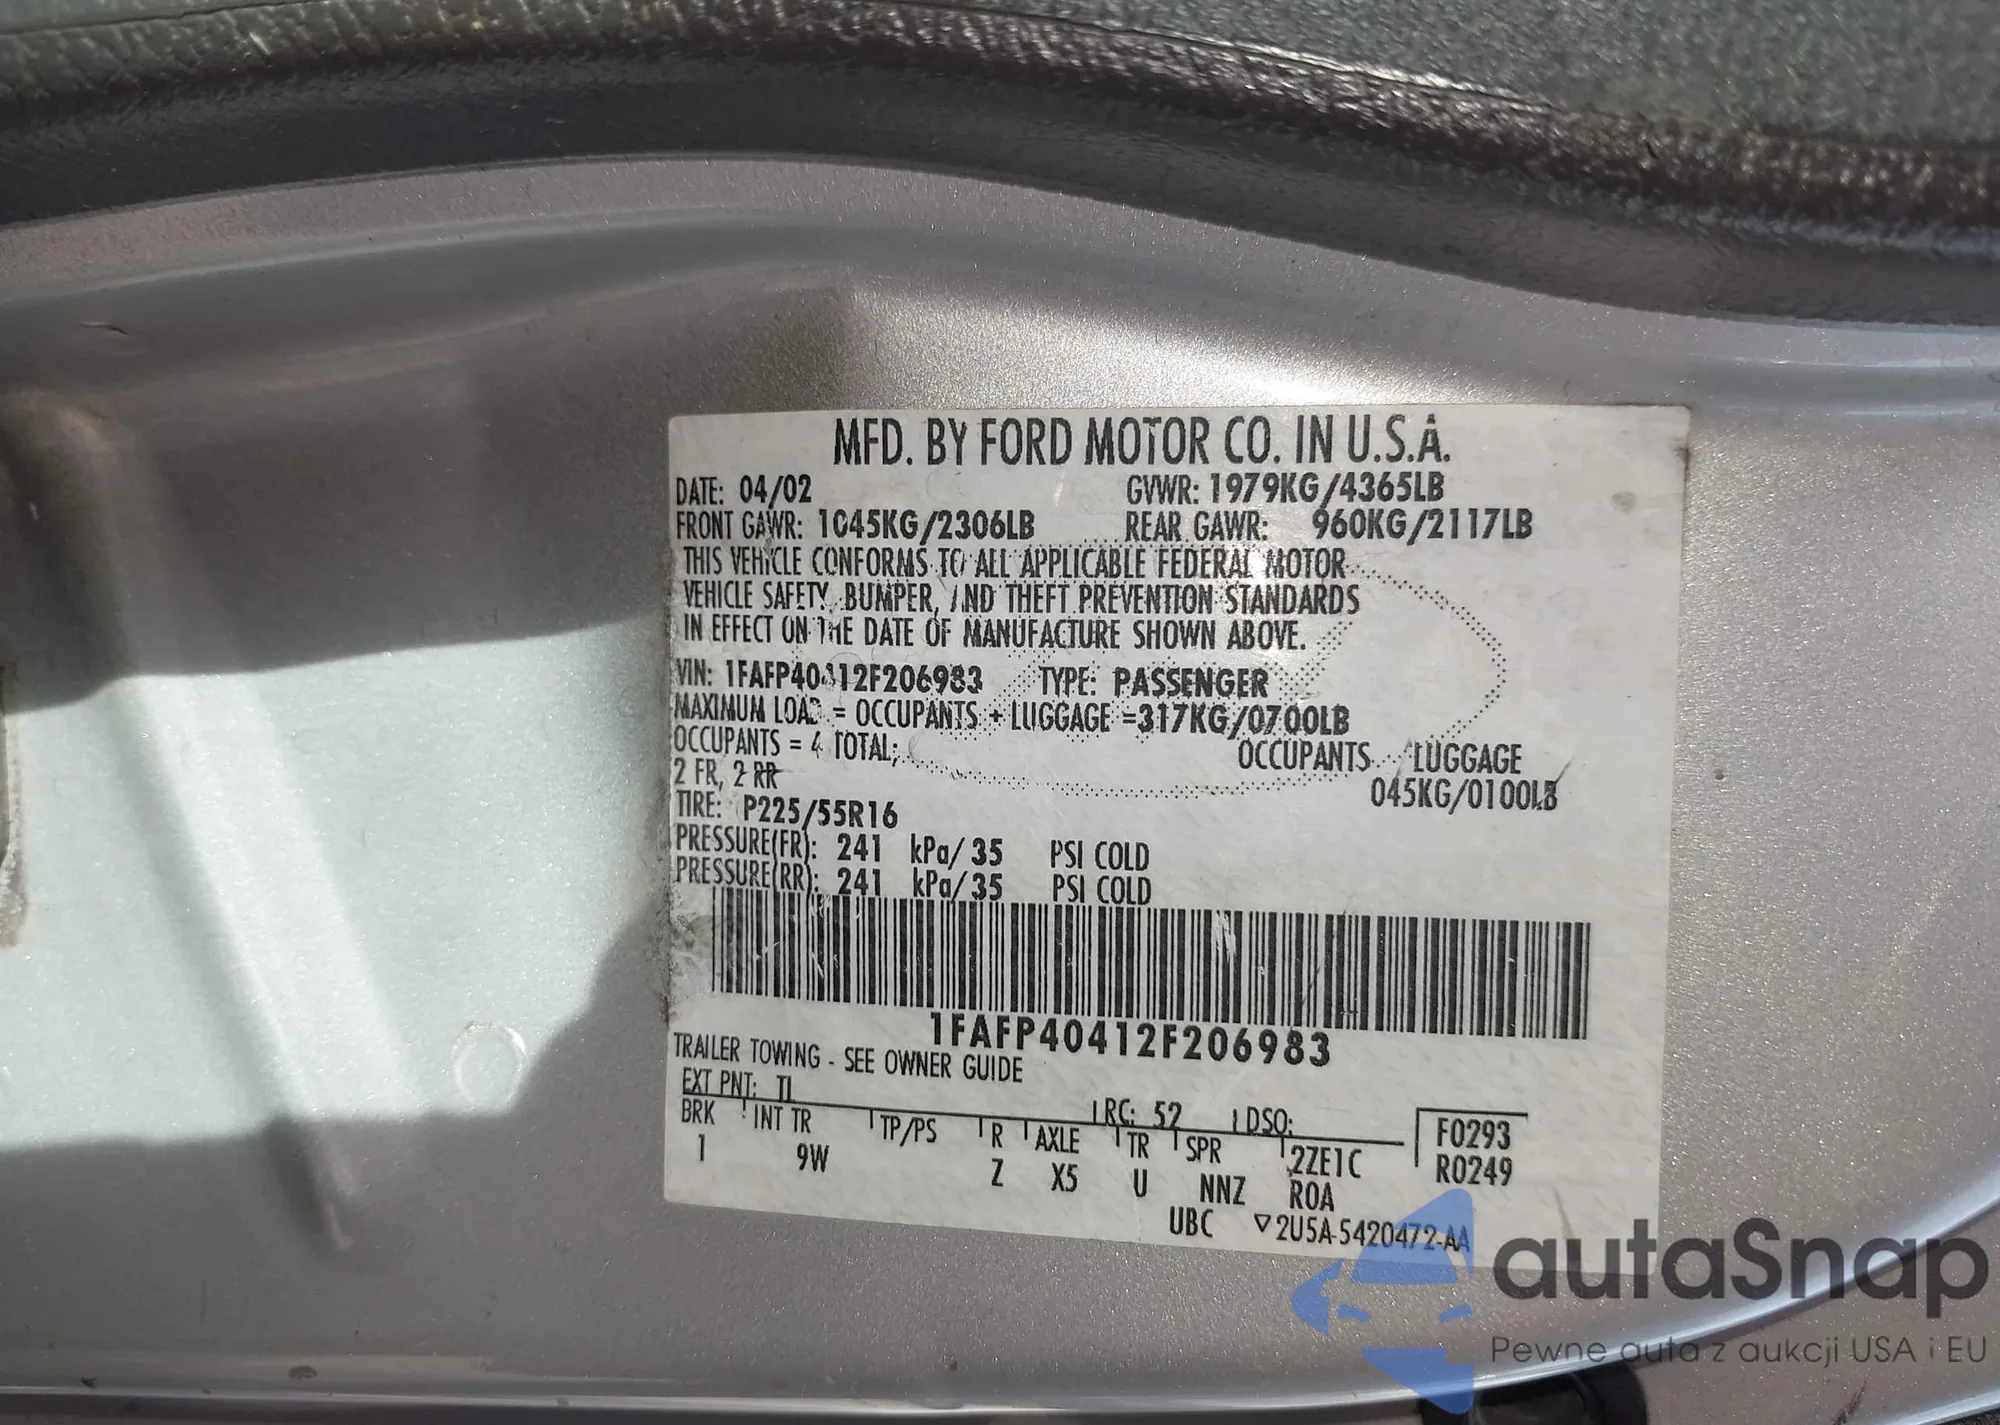 MFD. BY FORD MOTOR CO. IN U.S.A.
DATE: 04/02 GVWR: 1979KG/4365LB
FRONT GAWR: 1045KG/2306LB REAR GAWR: 960KG/2117LB
THIS VEHICLE CONFORMS TO ALL APPLICABLE FEDERAL MOTOR
VEHICLE SAFETY, BUMPER, AND THEFT PREVENTION STANDARDS
IN EFFECT ON THE DATE OF MANUFACTURE SHOWN ABOVE.
VIN: 1FAFP40412F206983 TYPE: PASSENGER
MAXIMUM LOAD = OCCUPANTS + LUGGAGE =317KG/0700LB
OCCUPANTS = 4 TOTAL; OCCUPANTS LUGGAGE
2 FR, 2 RR 045KG/0100LB
TIRE: P225/55R16
PRESSURE(FR): 241 kPa/ 35 PSI COLD
PRESSURE(RR): 241 kPa/ 35 PSI COLD
1FAFP40412F206983
TRAILER TOWING - SEE OWNER GUIDE
EXT PNT: TL RC: 52 DSO: F0293
BRK INT TR TP/PS R AXLE TR SPR 2ZE1C R0249
1 9W Z X5 U NNZ ROA
UBC ▽2U5A-5420472-AA
autaSnap
Pewne auta z aukcji USA i EU